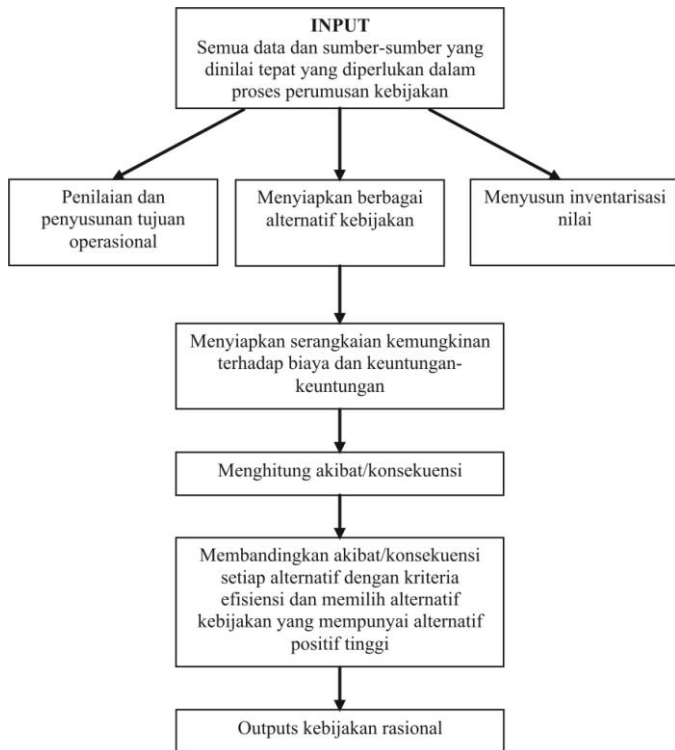 INPUT
Semua data dan sumber-sumber yang
dinilai tepat yang diperlukan dalam
proses perumusan kebijakan
Penilaian dan
penyusunan tujuan
operasional
Menyiapkan berbagai
alternatif kebijakan
Menyusun inventarisasi
nilai
Menyiapkan serangkaian kemungkinan
terhadap biaya dan keuntungan-
keuntungan
Menghitung akibat/konsekuensi
Membandingkan akibat/konsekuensi
setiap alternatif dengan kriteria
efisiensi dan memilih alternatif
kebijakan yang mempunyai alternatif
positif tinggi
Outputs kebijakan rasional